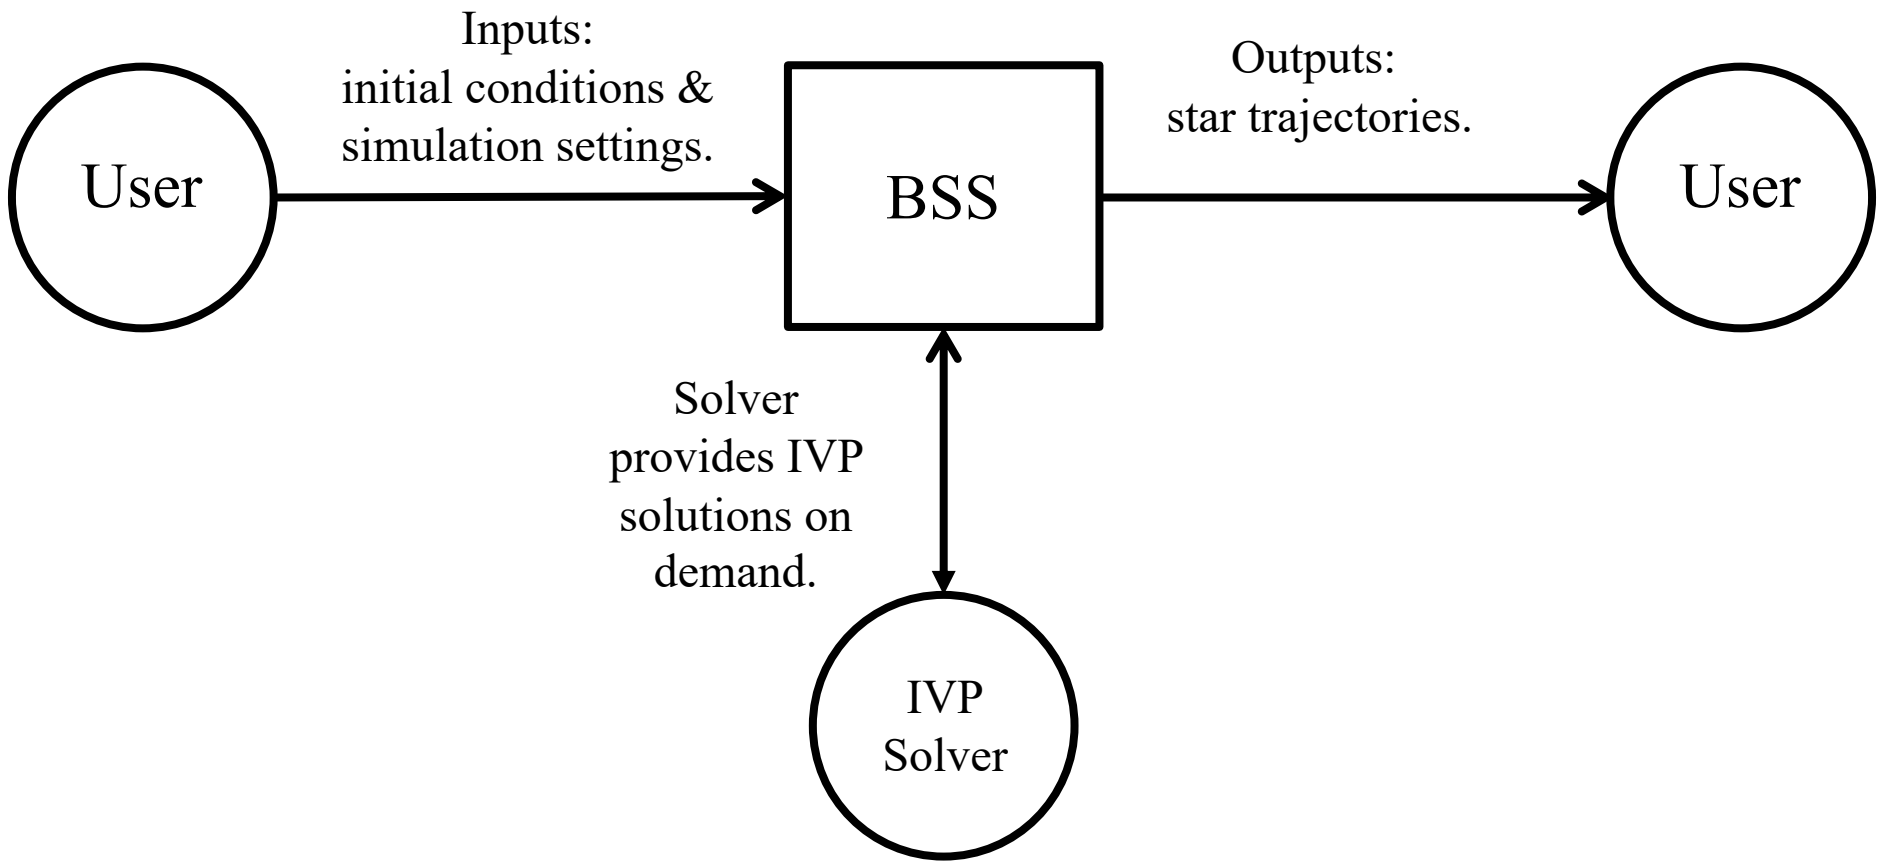 User
Inputs:
initial conditions &
simulation settings.
BSS
Outputs:
star trajectories.
User
Solver
provides IVP
solutions on
demand.
IVP
Solver